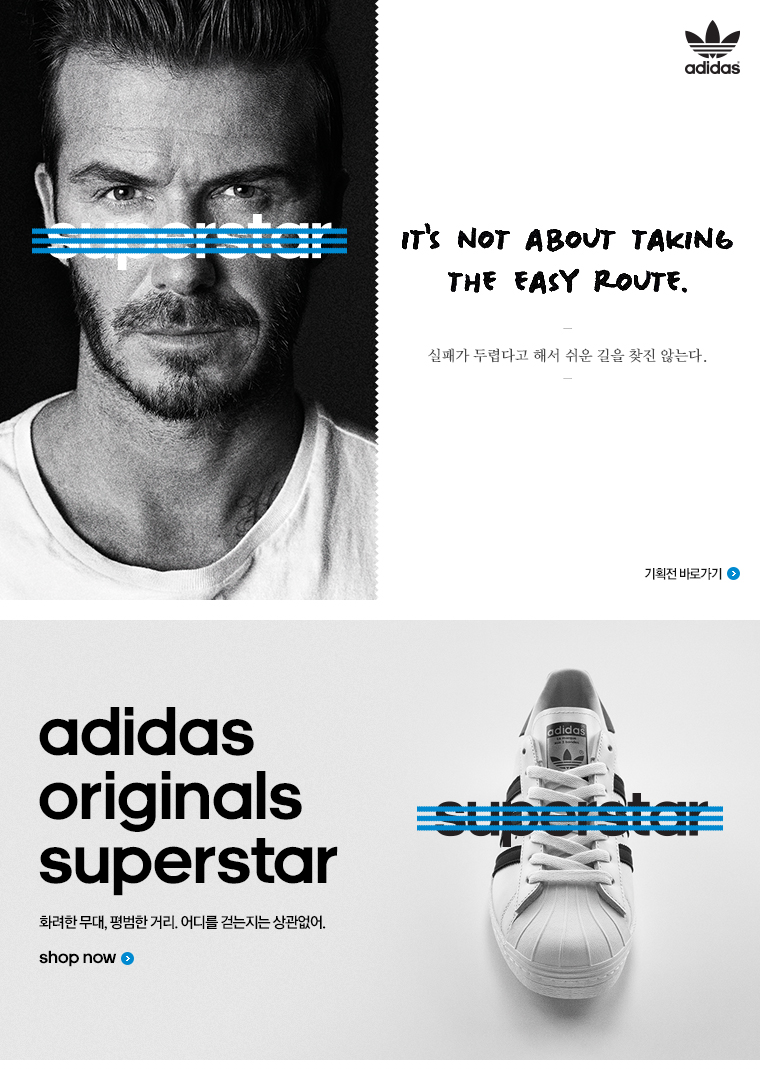 adidas
superstar
IT'S NOT ABOUT TAKING
THE EASY ROUTE.
실패가 두렵다고 해서 쉬운 길을 찾진 않는다.
기획전 바로가기
adidas
originals
superstar
adidas
superstar
화려한 무대, 평범한 거리. 어디를 걷는지는 상관없어.
shop now